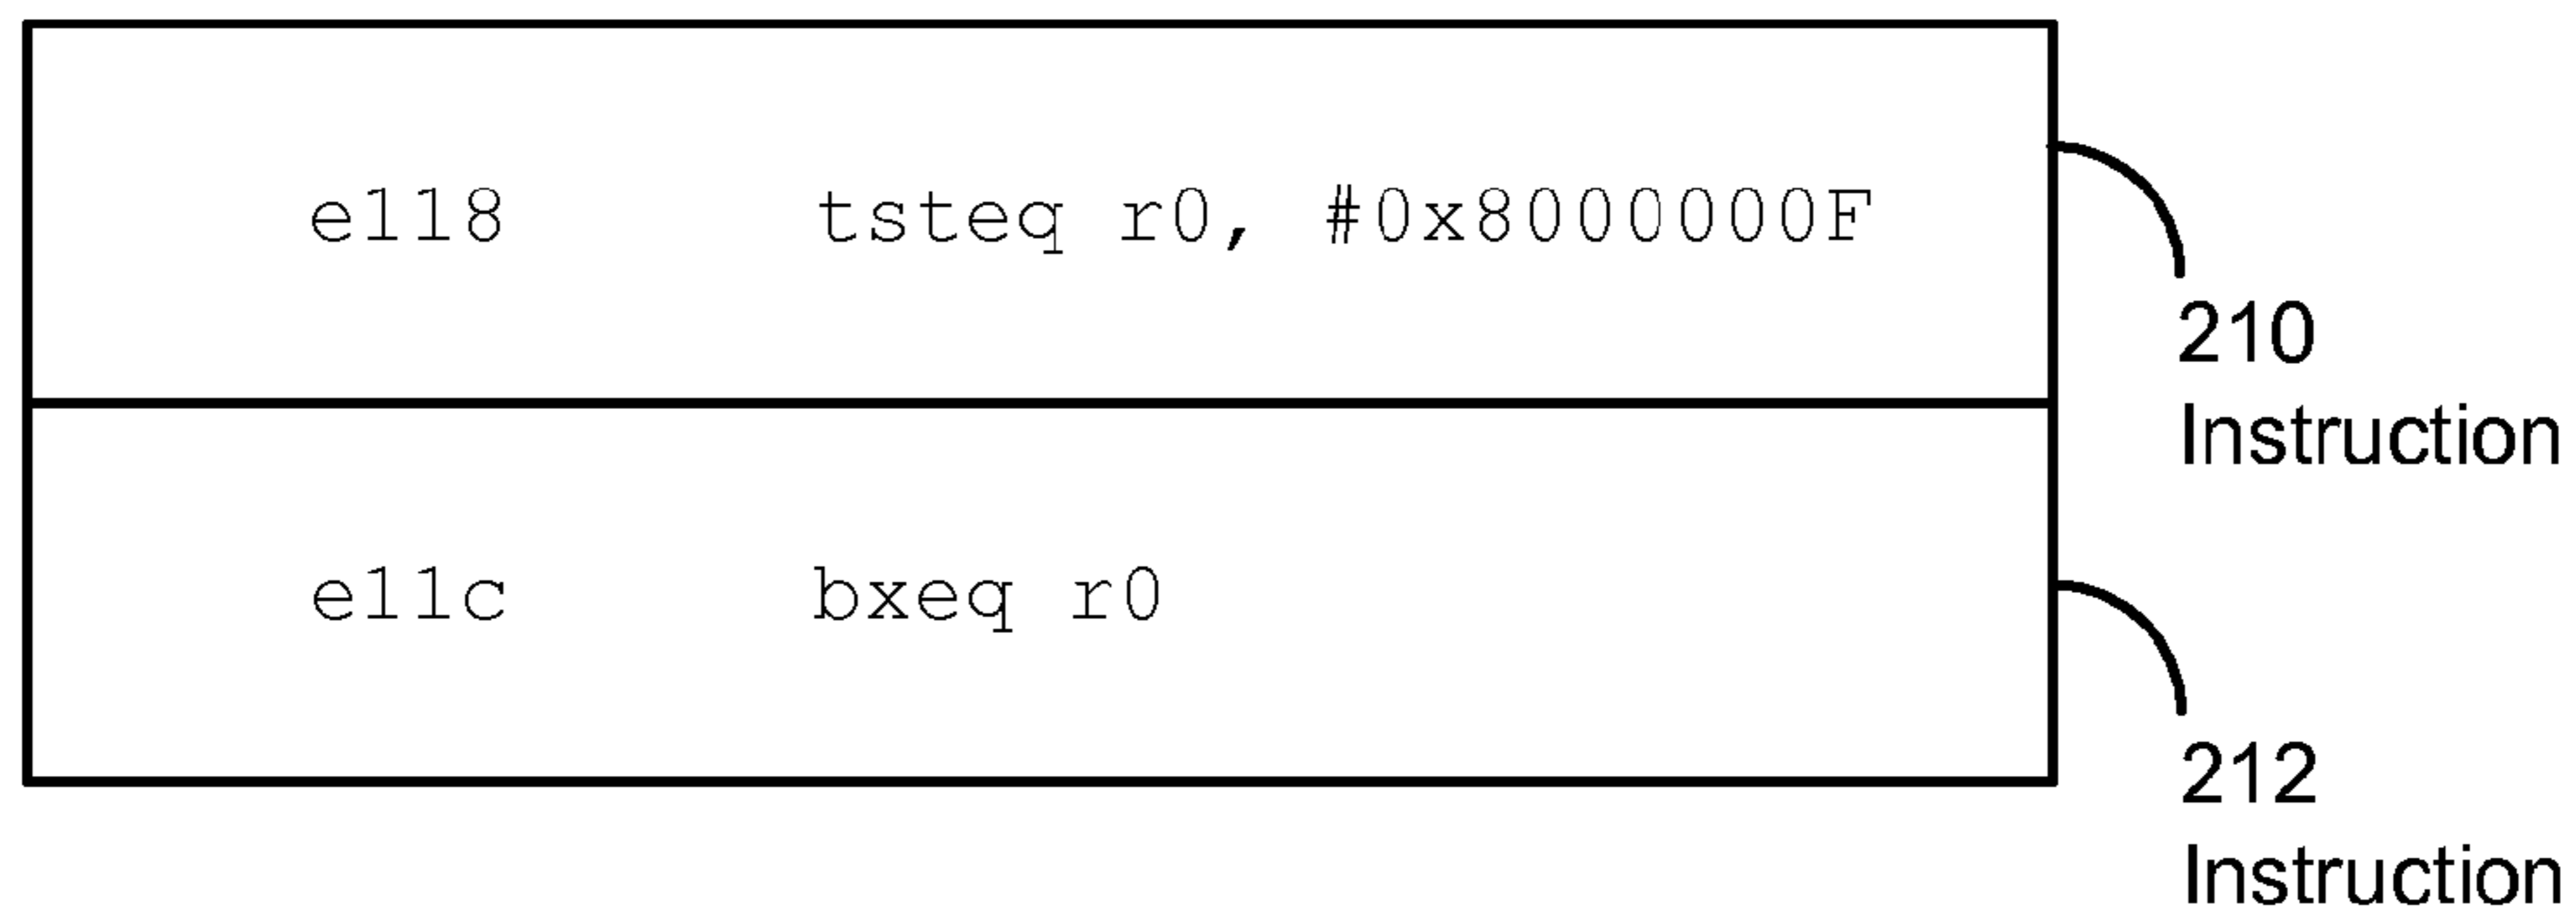 e118 tsteq r0, #0x8000000F
210
Instruction
e11c bxeq r0
212
Instruction